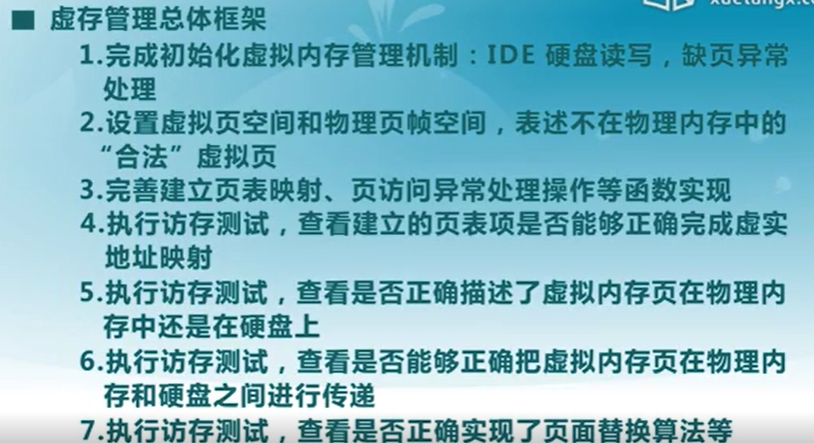 ■ 虚存管理总体框架
1.完成初始化虚拟内存管理机制：IDE 硬盘读写，缺页异常
处理
2.设置虚拟页空间和物理页帧空间，表述不在物理内存中的
“合法”虚拟页
3.完善建立页表映射、页访问异常处理操作等函数实现
4.执行访存测试，查看建立的页表项是否能够正确完成虚实
地址映射
5.执行访存测试，查看是否正确描述了虚拟内存页在物理内
存中还是在硬盘上
6.执行访存测试，查看是否能够正确把虚拟内存页在物理内
存和硬盘之间进行传递
7.执行访存测试，查看是否正确实现了页面替换算法等